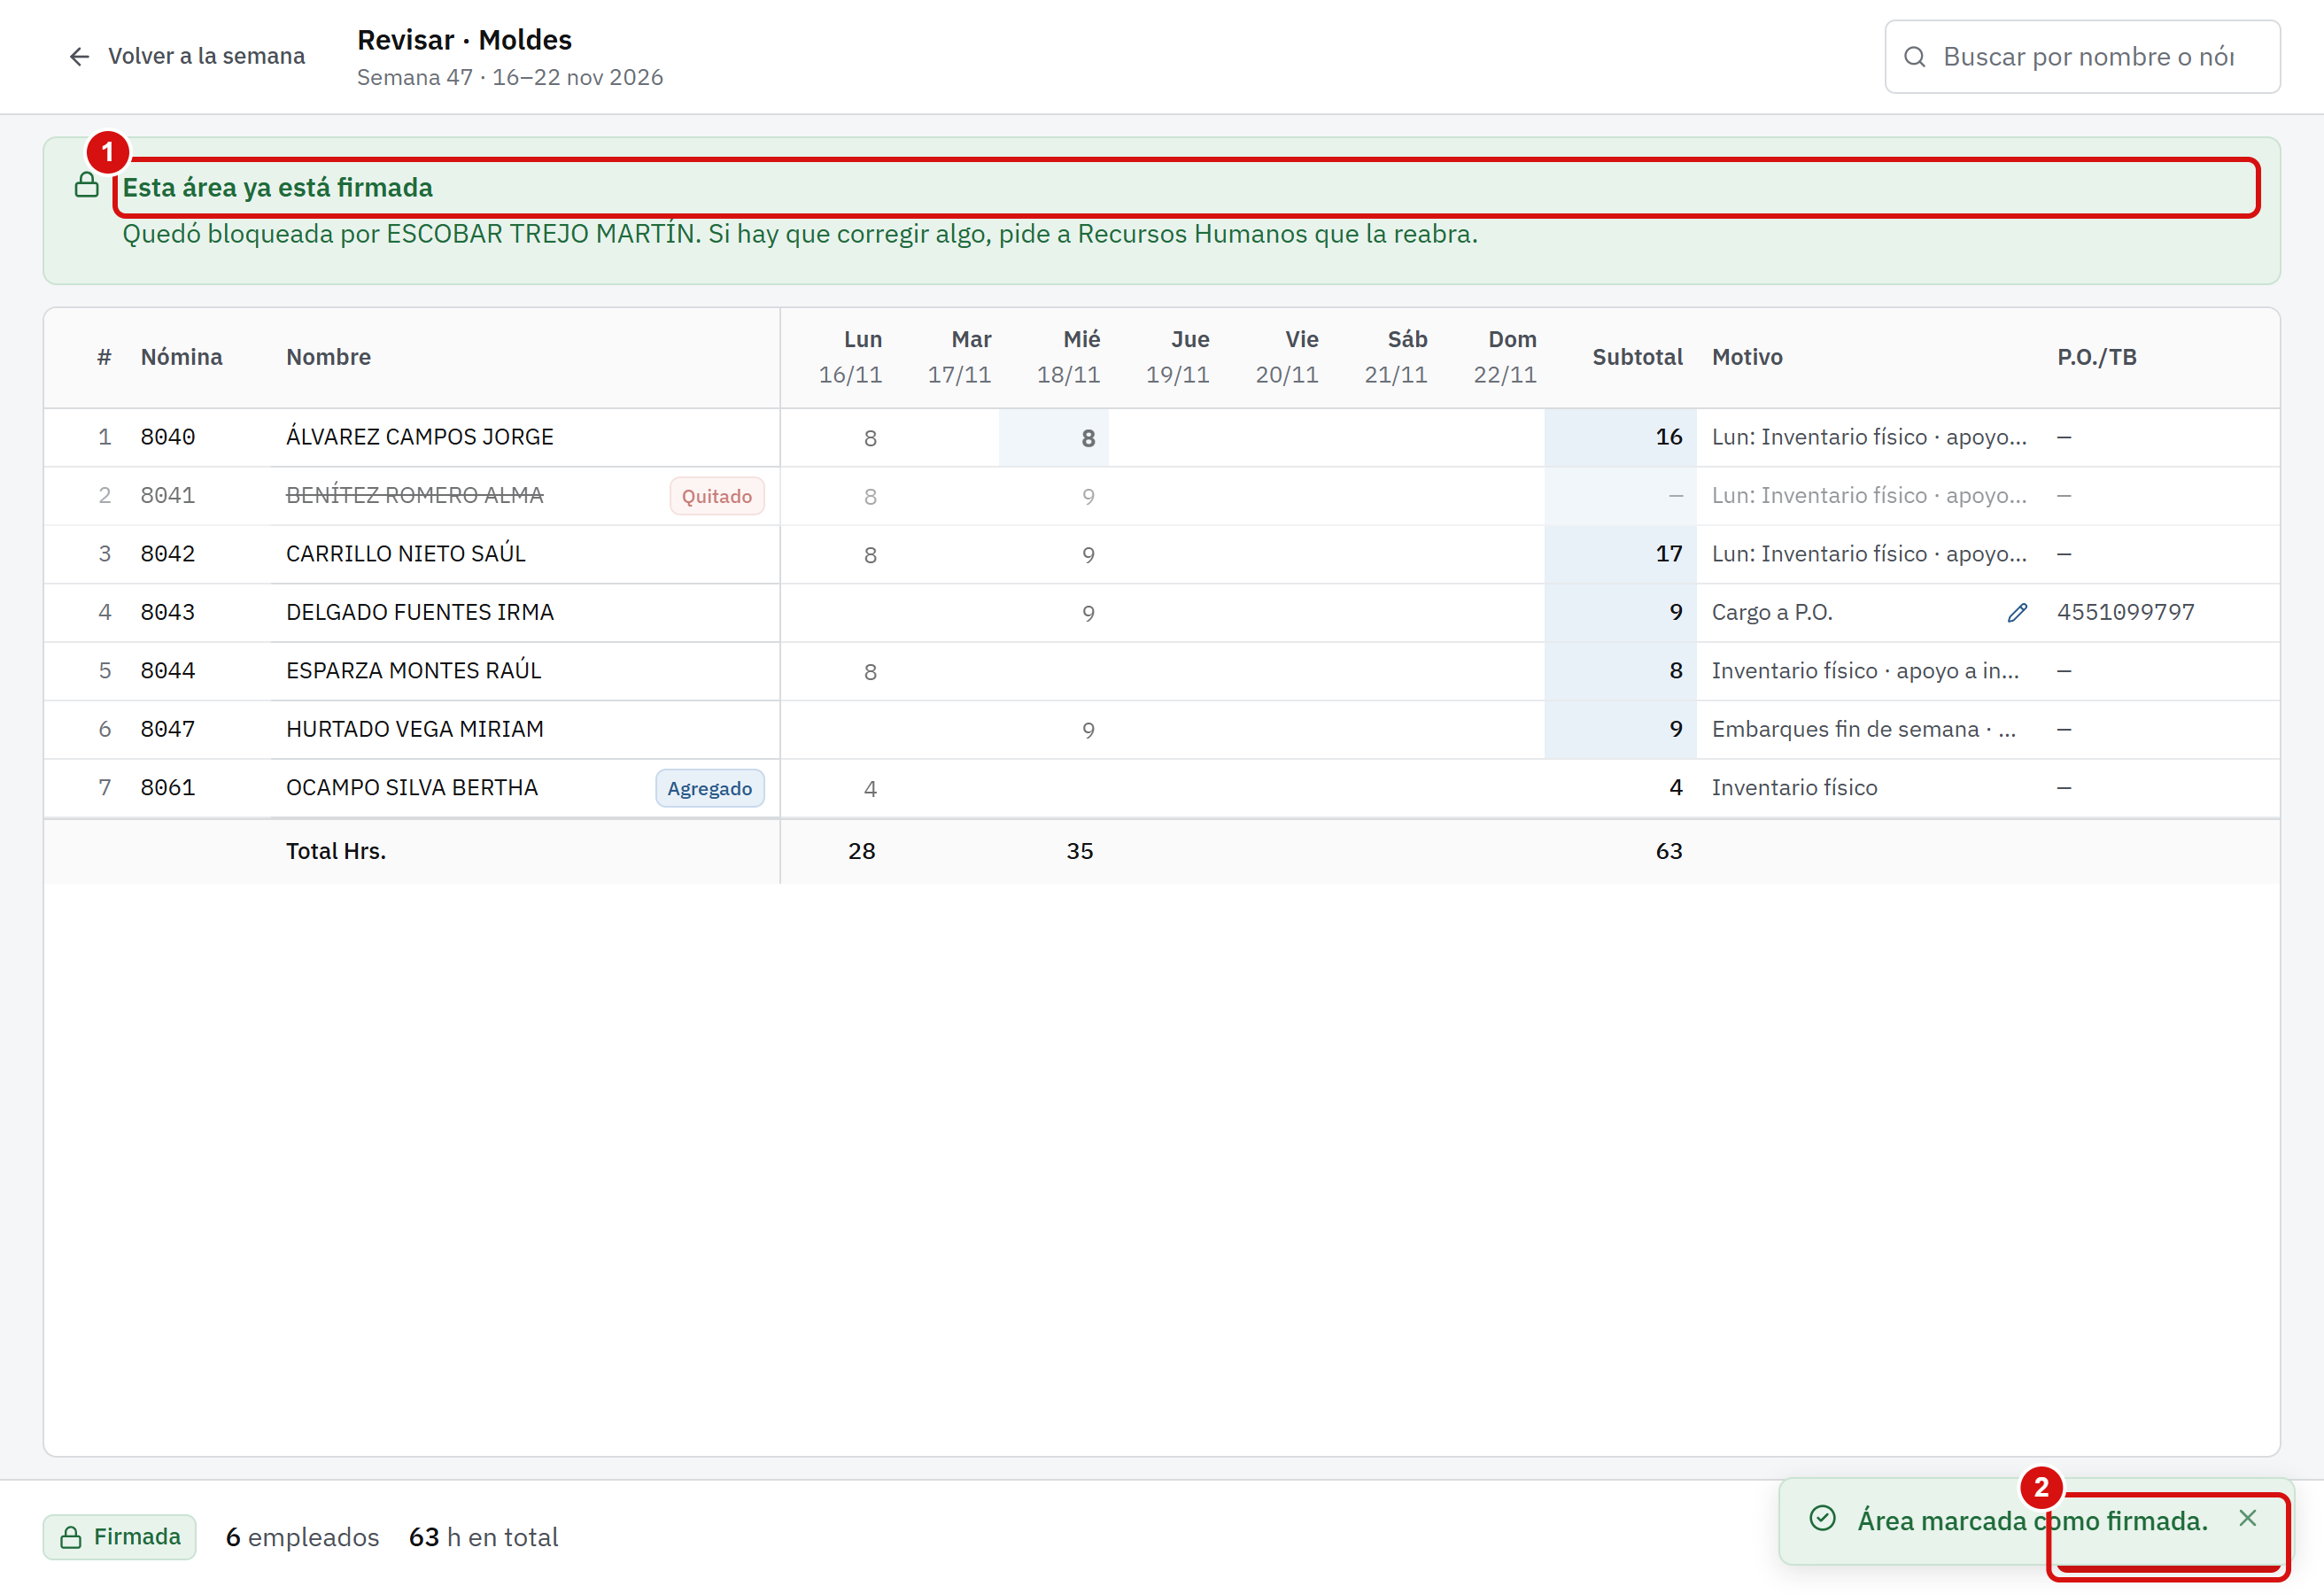 Volver a la semana
Revisar · Moldes
Semana 47 · 16–22 nov 2026
Buscar por nombre o nó
1
Esta área ya está firmada
Quedó bloqueada por ESCOBAR TREJO MARTÍN. Si hay que corregir algo, pide a Recursos Humanos que la reabra.
# Nómina Nombre Lun 16/11 Mar 17/11 Mié 18/11 Jue 19/11 Vie 20/11 Sáb 21/11 Dom 22/11 Subtotal Motivo P.O./TB
1 8040 ÁLVAREZ CAMPOS JORGE 8 8 16 Lun: Inventario físico · apoyo... –
2 8041 BENÍTEZ ROMERO ALMA Quitado 8 9 – Lun: Inventario físico · apoyo... –
3 8042 CARRILLO NIETO SAÚL 8 9 17 Lun: Inventario físico · apoyo... –
4 8043 DELGADO FUENTES IRMA 9 9 Cargo a P.O. 4551099797
5 8044 ESPARZA MONTES RAÚL 8 8 Inventario físico · apoyo a in... –
6 8047 HURTADO VEGA MIRIAM 9 9 Embarques fin de semana · ... –
7 8061 OCAMPO SILVA BERTHA Agregado 4 4 Inventario físico –
Total Hrs. 28 35 63
2
Área marcada como firmada.
Firmada 6 empleados 63 h en total